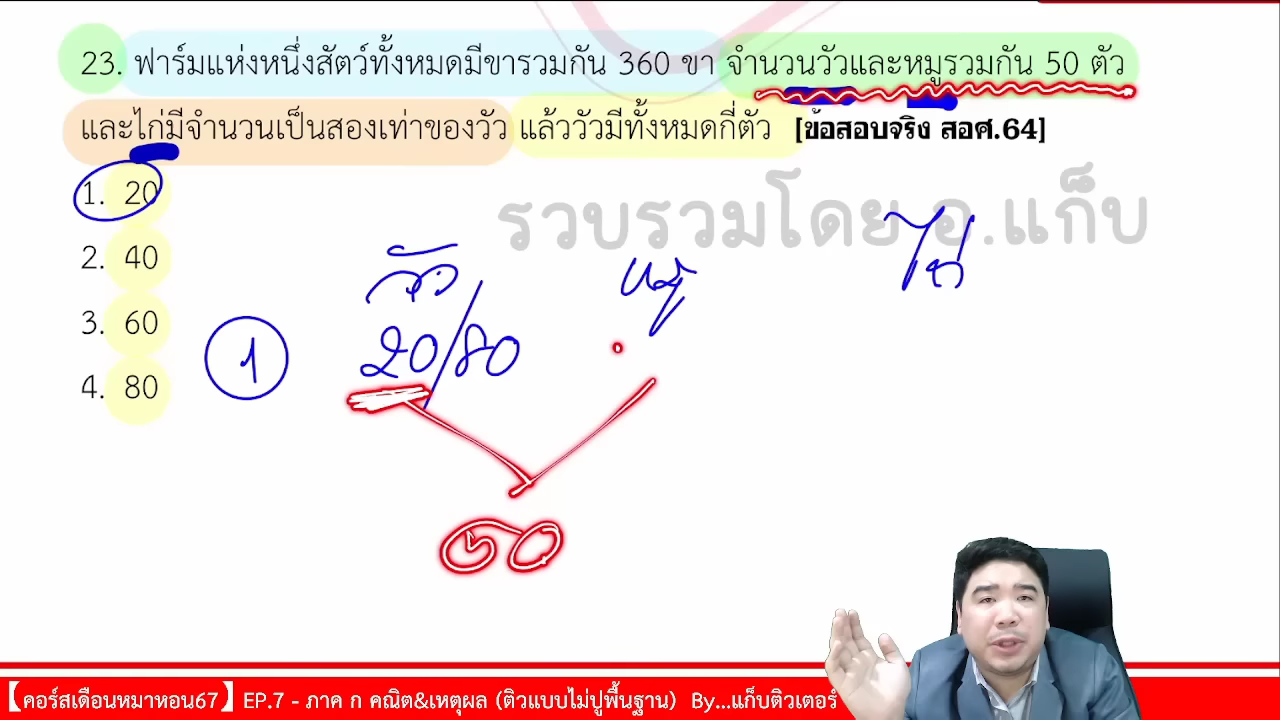 23. ฟาร์มแห่งหนึ่งสัตว์ทั้งหมดมีขารวมกัน 360 ขา จำนวนวัวและหมูรวมกัน 50 ตัว
และไก่มีจำนวนเป็นสองเท่าของวัว แล้ววัวมีทั้งหมดกี่ตัว [ข้อสอบจริง สอศ.64]
1. 20
2. 40
3. 60
4. 80
รวบรวมโดย อ.แก็บ
วัว หมู ไก่
1 20/80
50
【คอร์สเดือนหมาหอน67】 EP.7 - ภาค ก คณิต&เหตุผล (ติวแบบไม่ปูพื้นฐาน) By...แก็บติวเตอร์